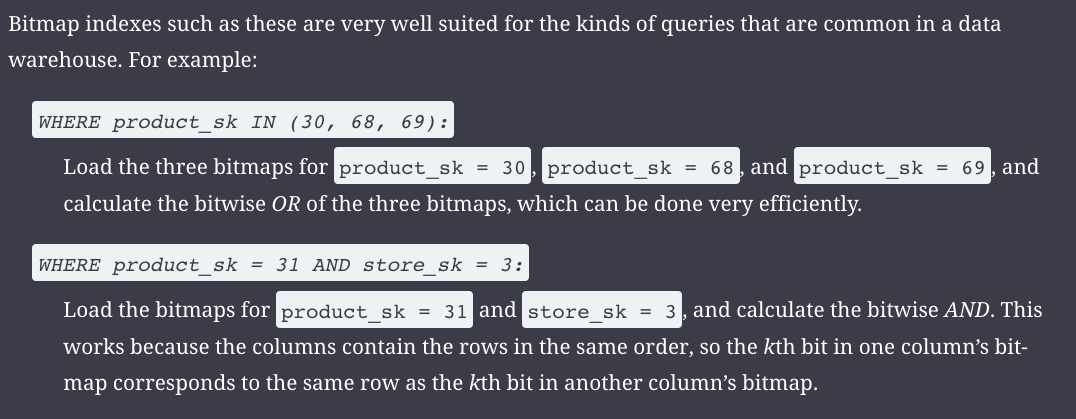 Bitmap indexes such as these are very well suited for the kinds of queries that are common in a data
warehouse. For example:
WHERE product_sk IN (30, 68, 69):
Load the three bitmaps for product_sk = 30, product_sk = 68, and product_sk = 69, and
calculate the bitwise OR of the three bitmaps, which can be done very efficiently.
WHERE product_sk = 31 AND store_sk = 3:
Load the bitmaps for product_sk = 31 and store_sk = 3, and calculate the bitwise AND. This
works because the columns contain the rows in the same order, so the kth bit in one column’s bit-
map corresponds to the same row as the kth bit in another column’s bitmap.